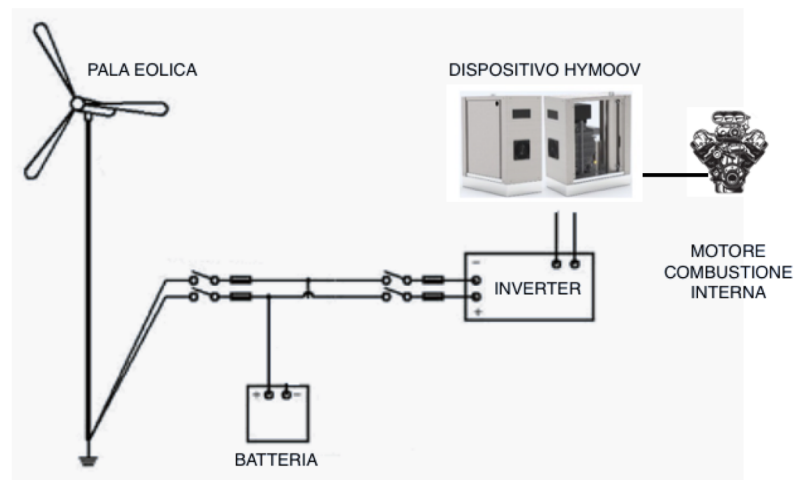 PALA EOLICA
DISPOSITIVO HYMOOV
MOTORE
COMBUSTIONE
INTERNA
-
INVERTER
+
+ -
BATTERIA